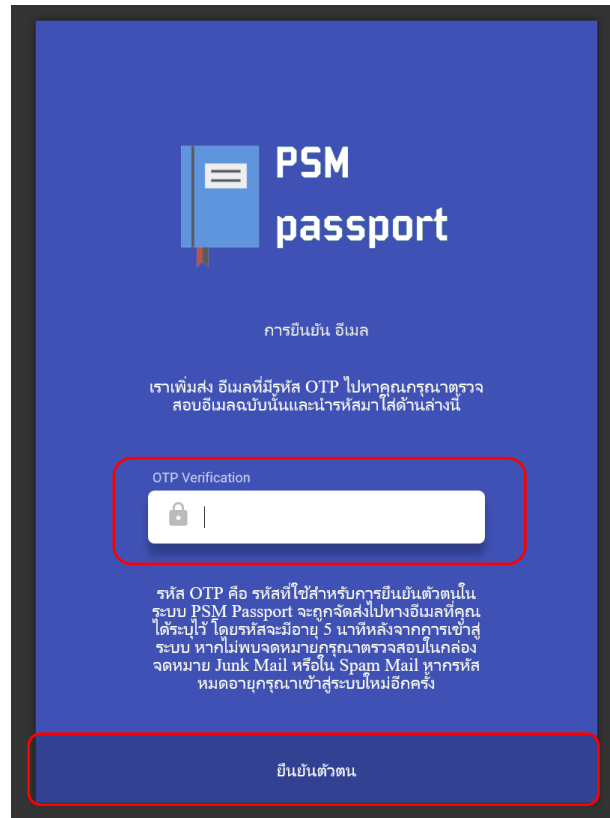 PSM
passport
การยืนยัน อีเมล
เราเพิ่มส่ง อีเมลที่มีรหัส OTP ไปหาคุณกรุณาตรวจ
สอบอีเมลฉบับนั้นและนำรหัสมาใส่ด้านล่างนี้
OTP Verification
รหัส OTP คือ รหัสที่ใช้สำหรับการยืนยันตัวตนใน
ระบบ PSM Passport จะถูกจัดส่งไปทางอีเมลที่คุณ
ได้ระบุไว้ โดยรหัสจะมีอายุ 5 นาทีหลังจากการเข้าสู่
ระบบ หากไม่พบจดหมายกรุณาตรวจสอบในกล่อง
จดหมาย Junk Mail หรือใน Spam Mail หากรหัส
หมดอายุกรุณาเข้าสู่ระบบใหม่อีกครั้ง
ยืนยันตัวตน